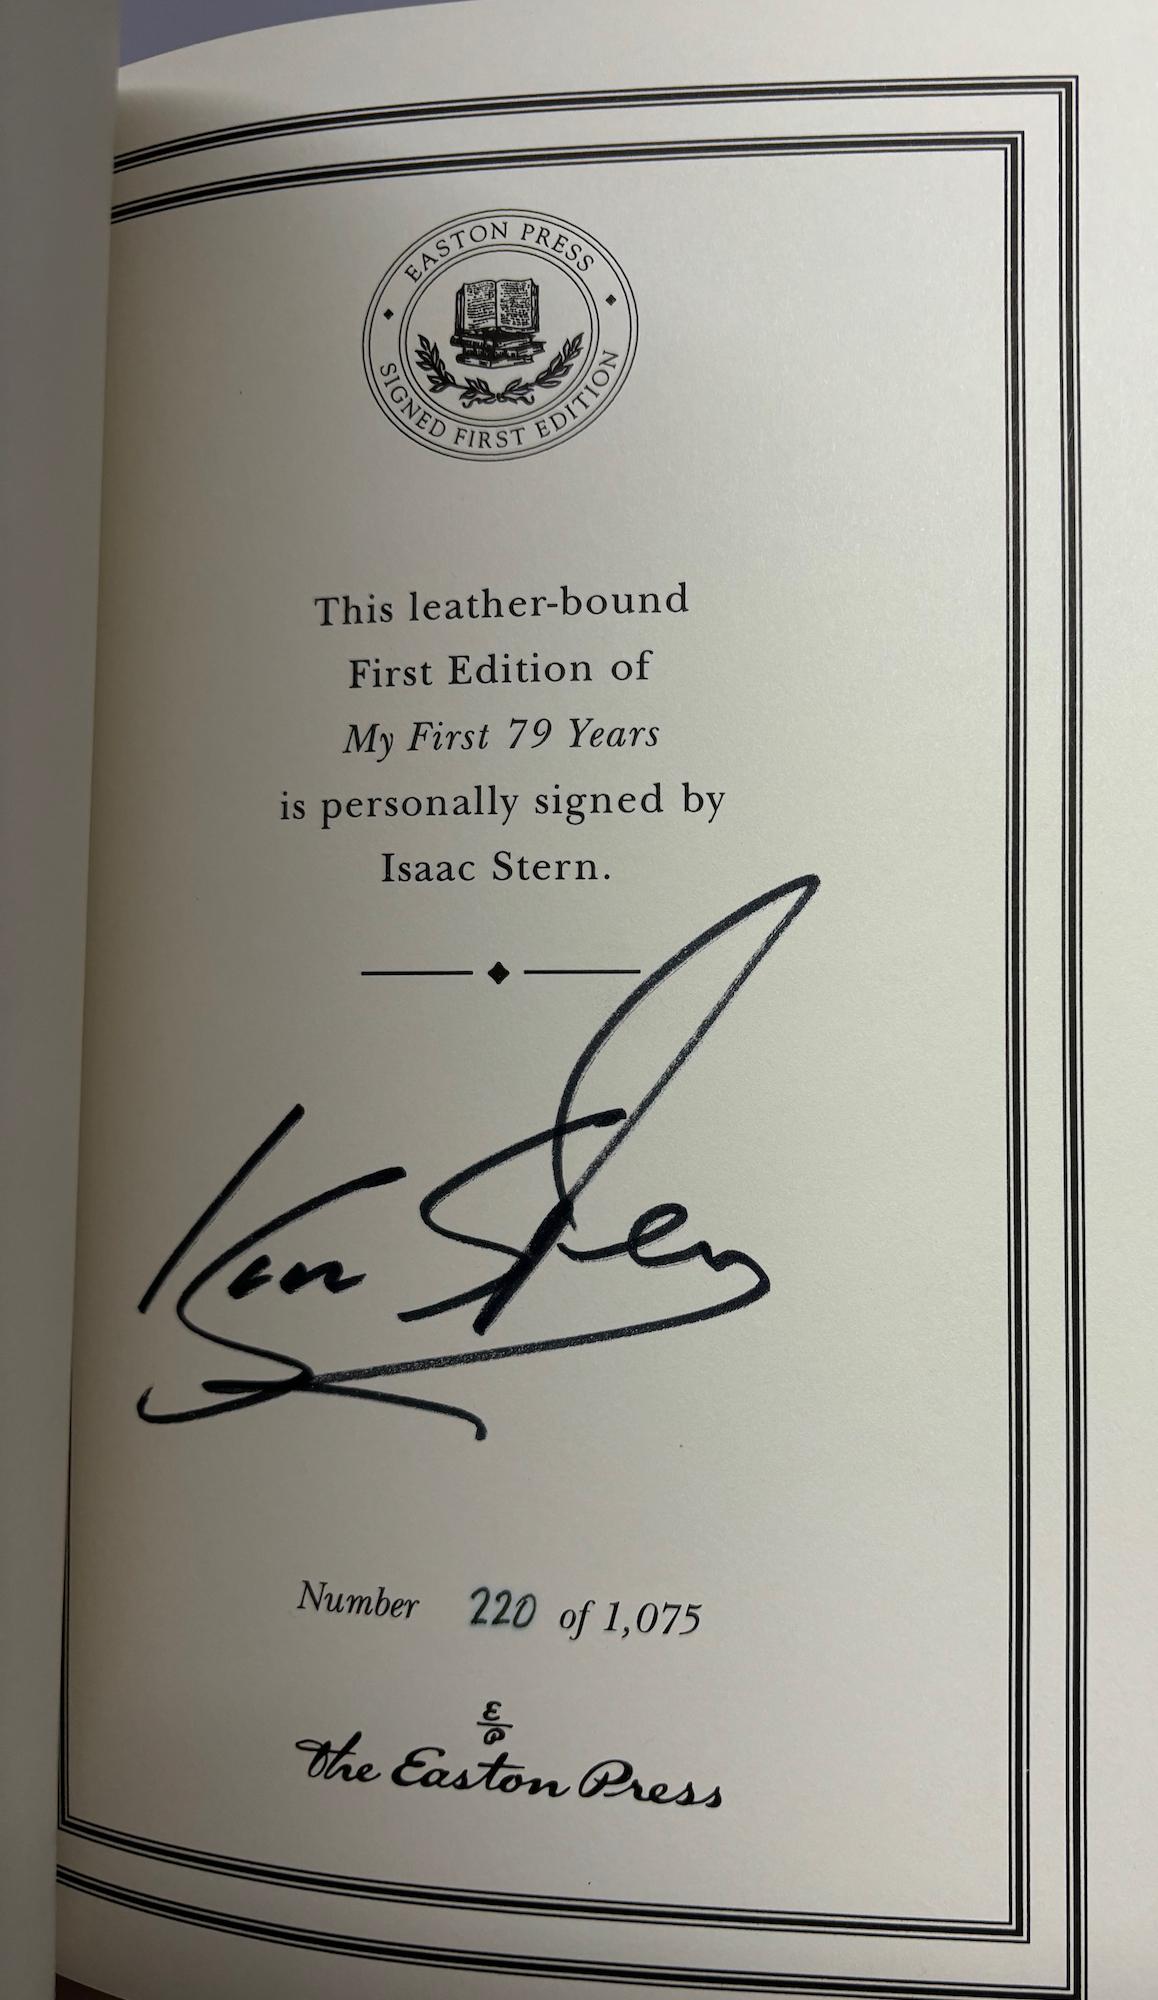 EASTON PRESS
SIGNED FIRST EDITION
This leather-bound
First Edition of
My First 79 Years
is personally signed by
Isaac Stern.
Number 220 of 1,075
The Easton Press